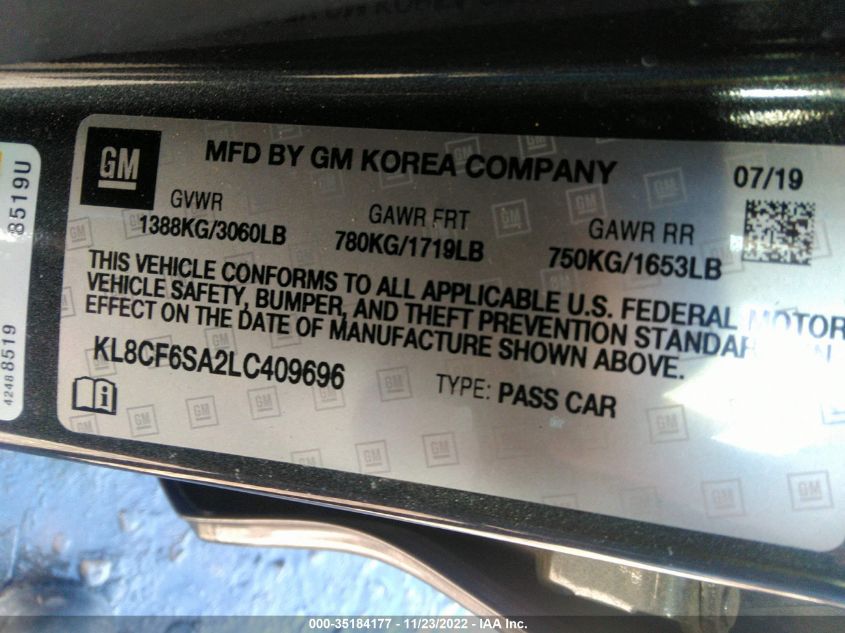 GM
MFD BY GM KOREA COMPANY
07/19
GVWR
1388KG/3060LB
GAWR FRT
780KG/1719LB
GAWR RR
750KG/1653LB
THIS VEHICLE CONFORMS TO ALL APPLICABLE U.S. FEDERAL MOTOR
VEHICLE SAFETY, BUMPER, AND THEFT PREVENTION STANDARDS IN
EFFECT ON THE DATE OF MANUFACTURE SHOWN ABOVE.
KL8CF6SA2LC409696
TYPE: PASS CAR
8519U
4248 8519
000-35184177 - 11/23/2022 - IAA Inc.